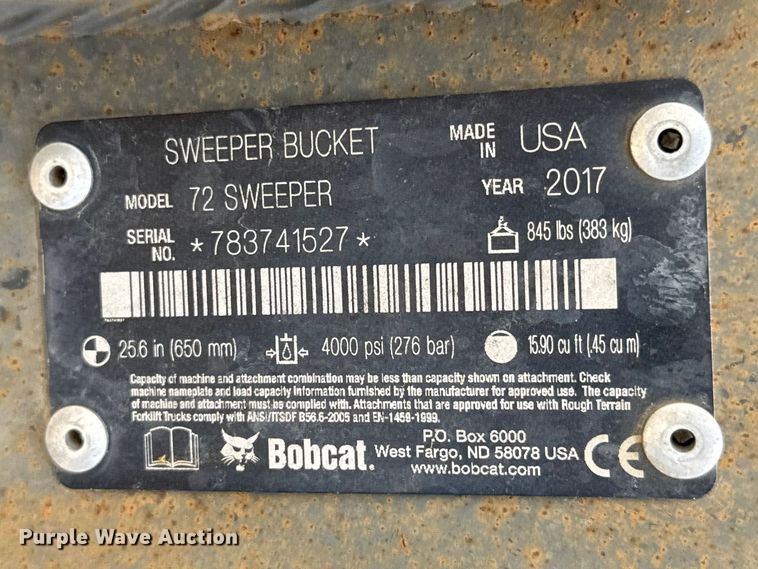 SWEEPER BUCKET
MADE IN USA
MODEL 72 SWEEPER
YEAR 2017
SERIAL NO. *783741527*
845 lbs (383 kg)
25.6 in (650 mm)
4000 psi (276 bar)
15.90 cu ft (.45 cu m)
Capacity of machine and attachment combination may be less than capacity shown on attachment. Check
machine nameplate and load capacity information furnished by the manufacturer for approved use. The capacity
of machine and attachment must be complied with. Attachments that are approved for use with Rough Terrain
Forklift Trucks comply with ANSI/ITSDF B56.6-2005 and EN-1459-1999.
Bobcat.
P.O. Box 6000
West Fargo, ND 58078 USA
www.bobcat.com
CE
Purple Wave Auction